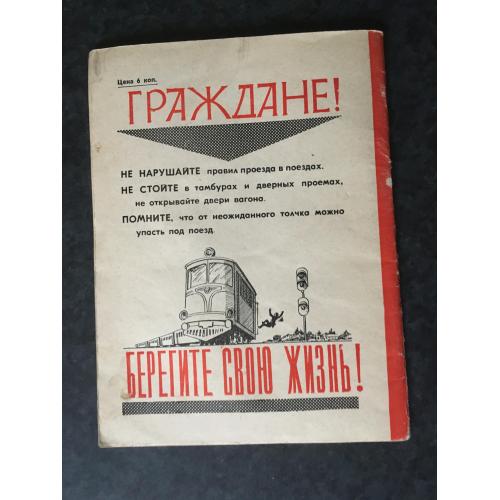 Цена 6 коп.
ГРАЖДАНЕ!
НЕ НАРУШАЙТЕ правил проезда в поездах.
НЕ СТОЙТЕ в тамбурах и дверных проемах,
не открывайте двери вагона.
ПОМНИТЕ, что от неожиданного толчка можно
упасть под поезд.
БЕРЕГИТЕ СВОЮ ЖИЗНЬ!